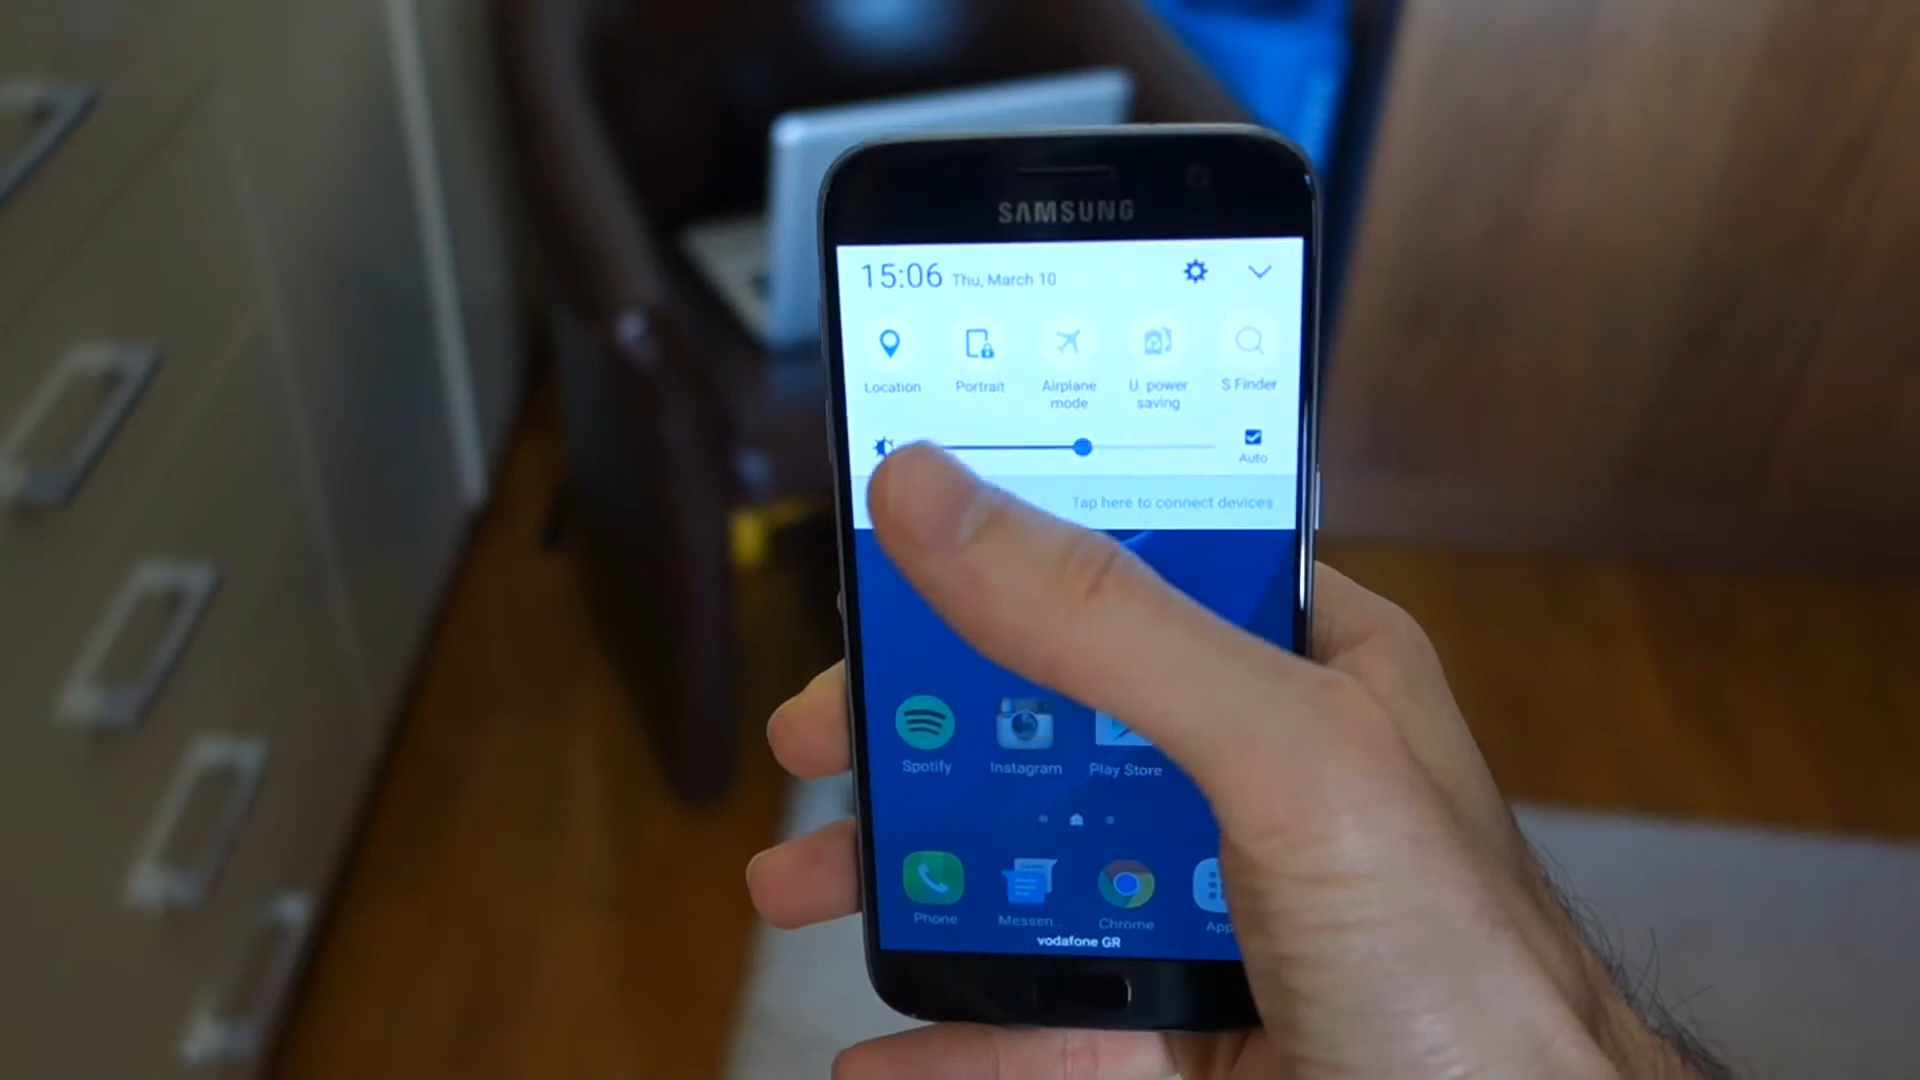 SAMSUNG
15:06 Thu, March 10
Location Portrait Airplane mode U. power saving S Finder
Auto
Tap here to connect devices
Spotify Instagram Play Store
Phone Messen... Chrome App
vodafone GR